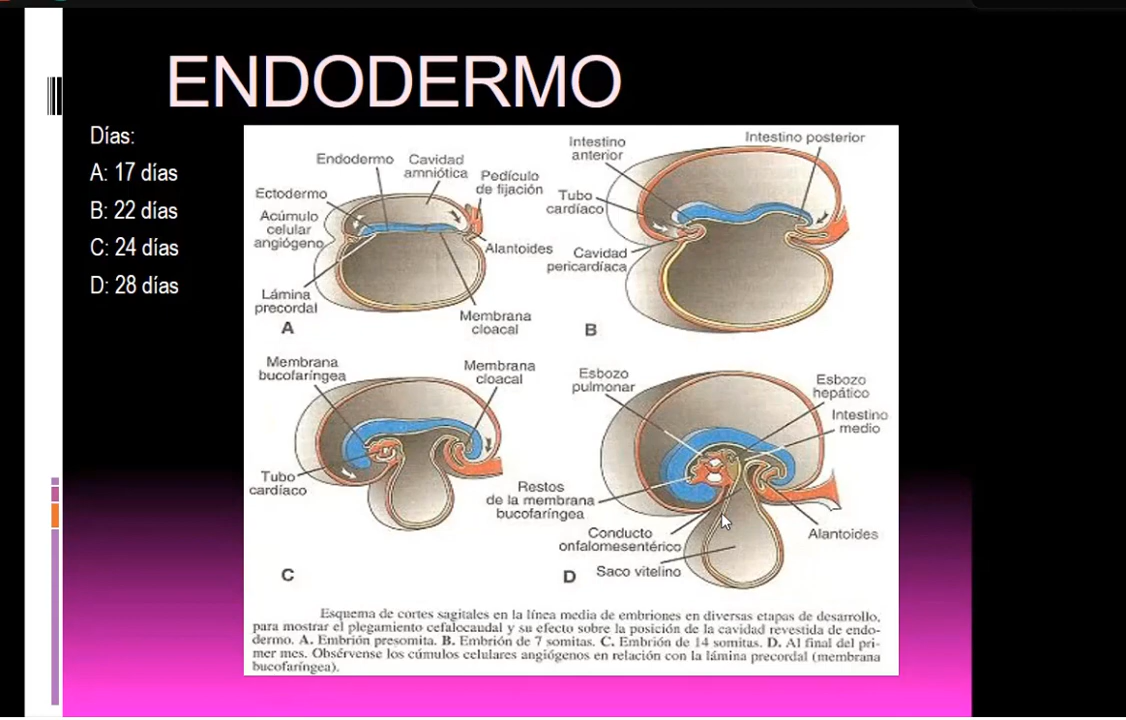 ENDODERMO
Días:
A: 17 días
B: 22 días
C: 24 días
D: 28 días
Endodermo
Cavidad
amniótica
Pedículo
de fijación
Ectodermo
Acúmulo
celular
angiógeno
Alantoides
Lámina
precordal
Membrana
cloacal
A
Intestino
anterior
Intestino posterior
Tubo
cardíaco
Cavidad
pericardíaca
B
Membrana
bucofaríngea
Membrana
cloacal
Tubo
cardíaco
C
Esbozo
pulmonar
Esbozo
hepático
Intestino
medio
Restos
de la membrana
bucofaríngea
Conducto
onfalomesentérico
Alantoides
Saco vitelino
D
Esquema de cortes sagitales en la línea media de embriones en diversas etapas de desarrollo,
para mostrar el plegamiento cefalocaudal y su efecto sobre la posición de la cavidad revestida de endo-
dermo. A. Embrión presomita. B. Embrión de 7 somitas. C. Embrión de 14 somitas. D. Al final del pri-
mer mes. Obsérvense los cúmulos celulares angiógenos en relación con la lámina precordal (membrana
bucofaríngea).